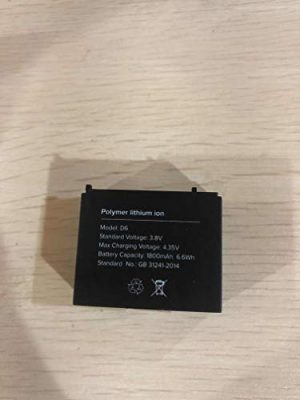 Polymer lithium ion
Model: D6
Standard Voltage: 3.8V
Max Charging Voltage: 4.35V
Battery Capacity: 1800mAh 6.6Wh
Standard No.: GB 31241-2014